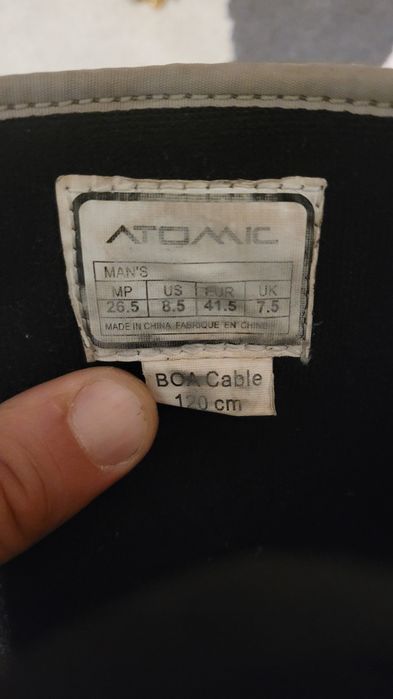 ATOMIC
MAN'S
MP US EUR UK
26.5 8.5 41.5 7.5
MADE IN CHINA FABRIQUE EN CHINE
BOA Cable
120 cm